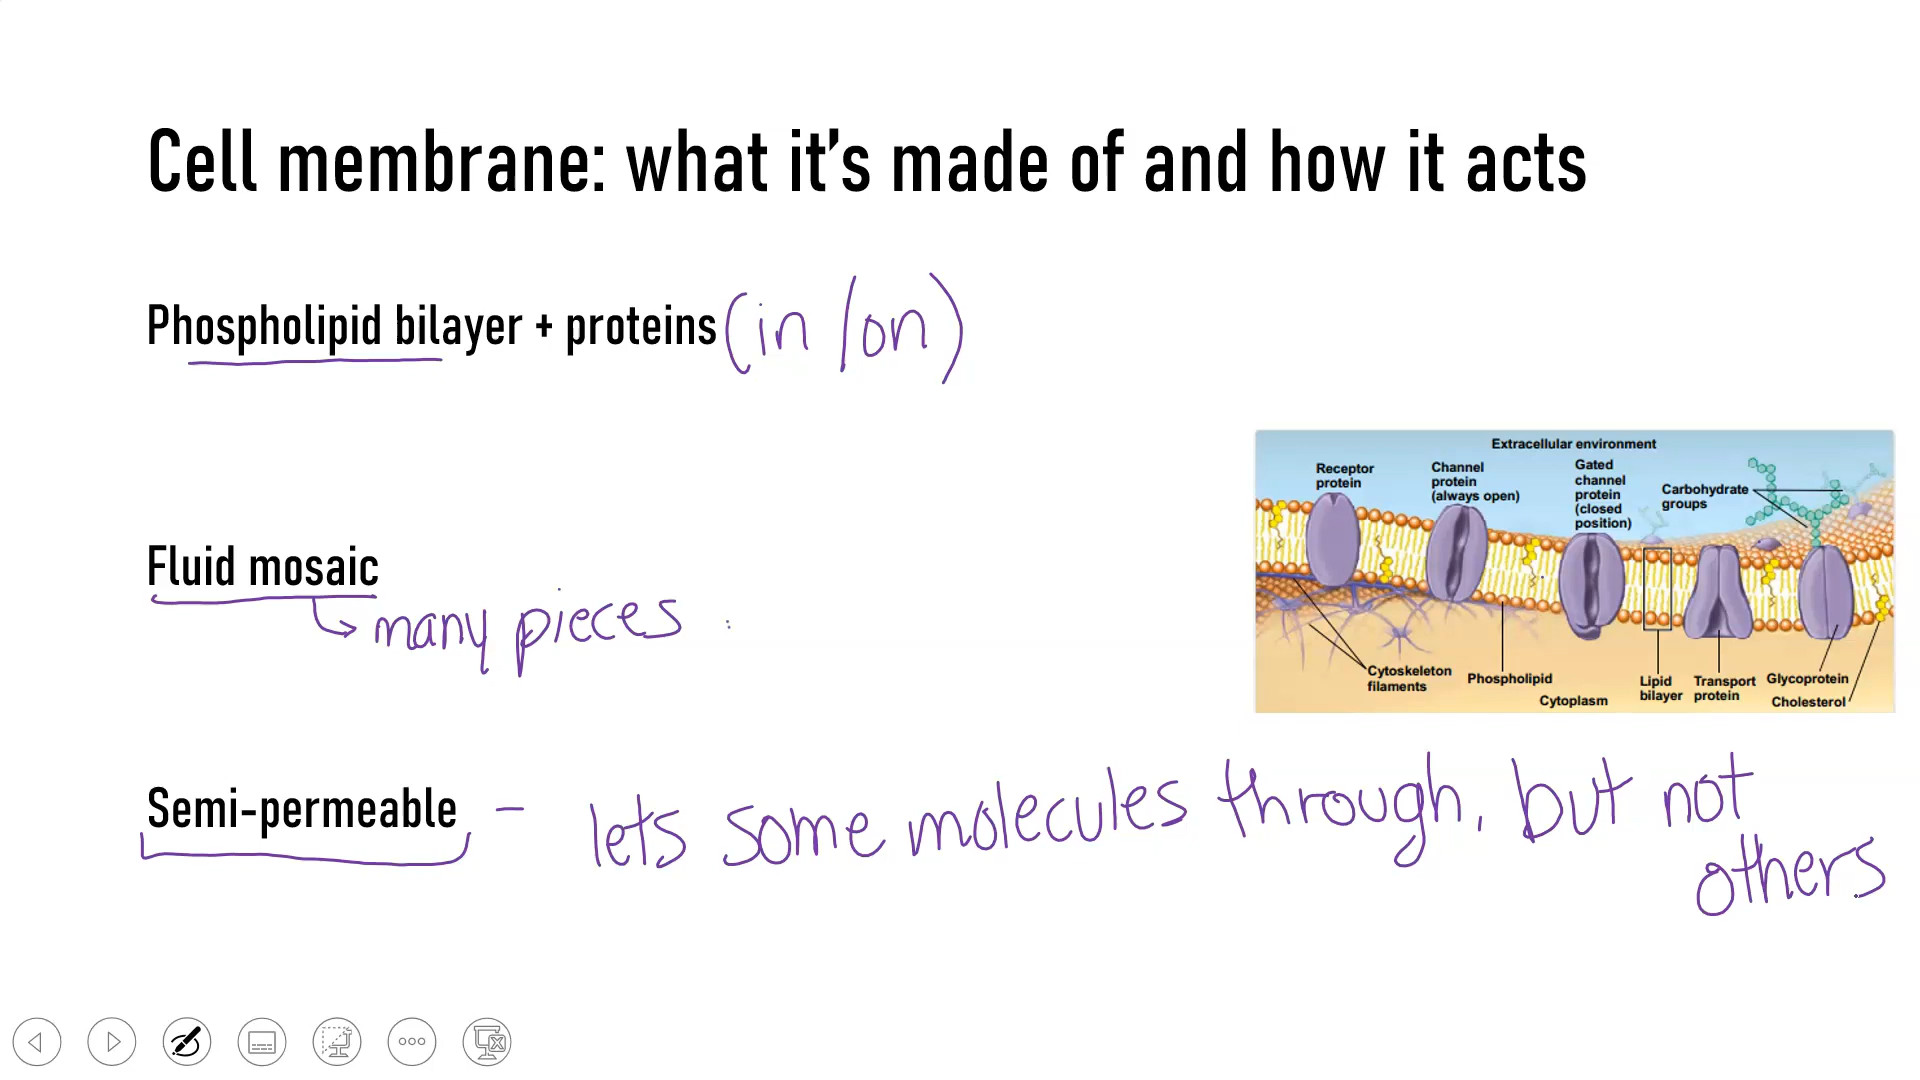 Cell membrane: what it's made of and how it acts
Phospholipid bilayer + proteins (in / on)
Extracellular environment
Receptor
protein
Channel
protein
(always open)
Gated
channel
protein
(closed
position)
Carbohydrate
groups
Fluid mosaic
many pieces
Cytoskeleton
filaments
Phospholipid
Cytoplasm
Lipid
bilayer
Transport
protein
Glycoprotein
Cholesterol
Semi-permeable – lets some molecules through, but not
others